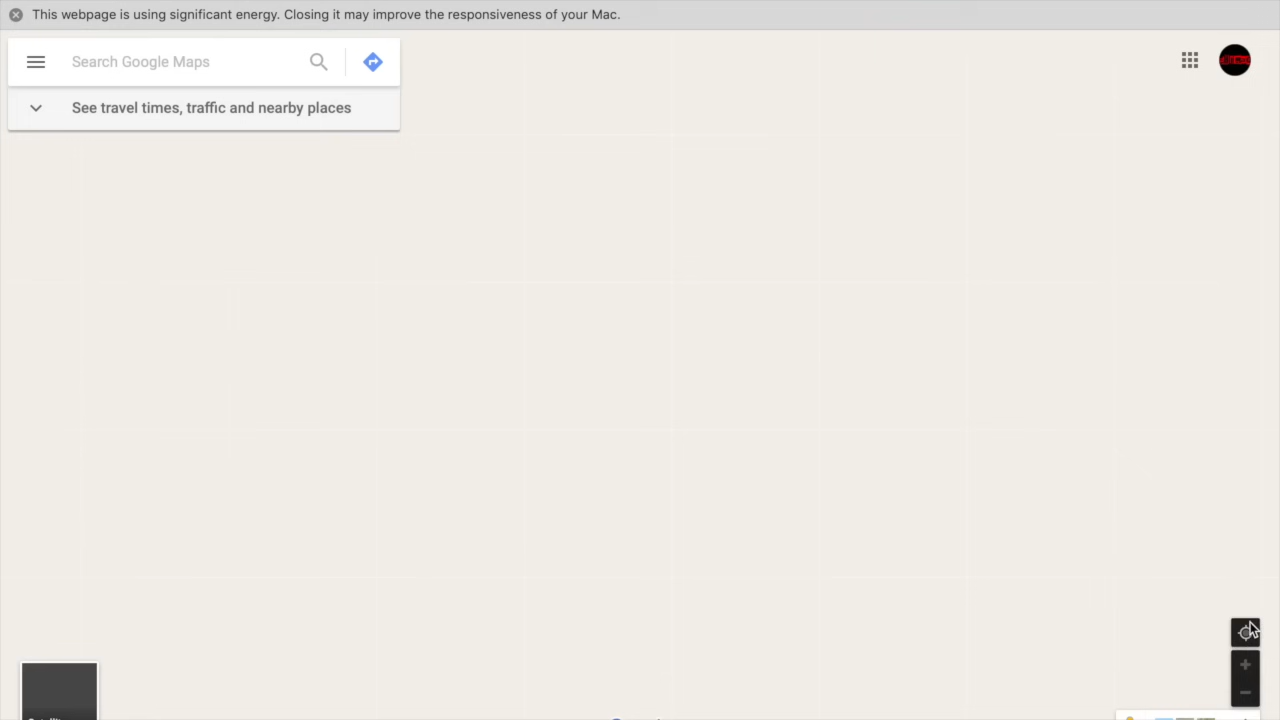 This webpage is using significant energy. Closing it may improve the responsiveness of your Mac.
Search Google Maps
See travel times, traffic and nearby places